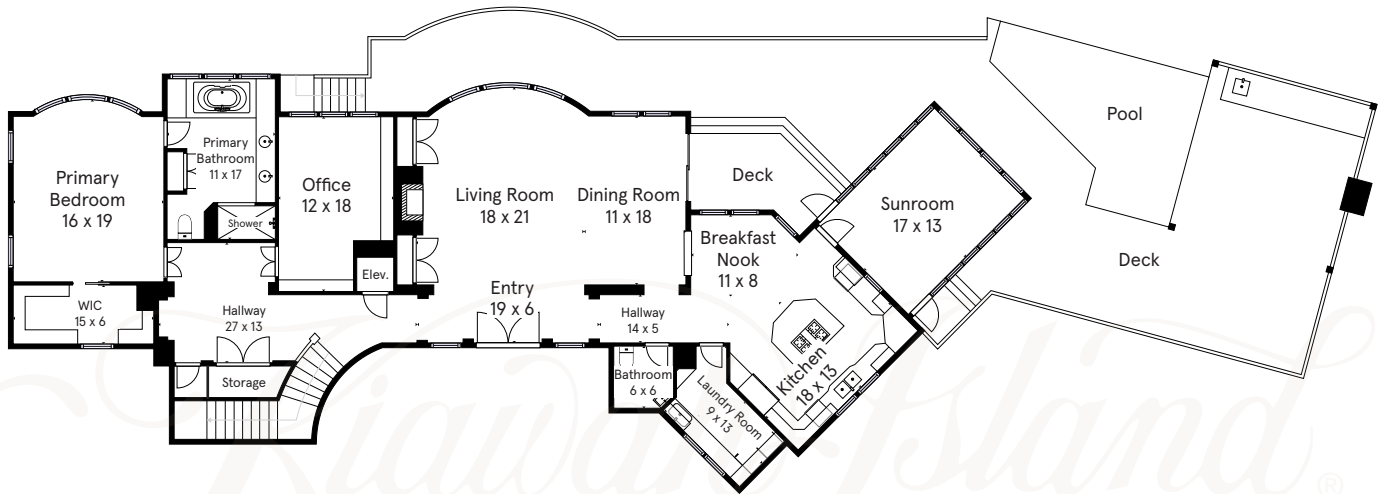 Primary
Bedroom
16 x 19
Primary
Bathroom
11 x 17
Shower
Office
12 x 18
Elev.
WIC
15 x 6
Hallway
27 x 13
Storage
Living Room
18 x 21
Dining Room
11 x 18
Entry
19 x 6
Hallway
14 x 5
Bathroom
6 x 6
Laundry Room
9 x 13
Deck
Breakfast
Nook
11 x 8
Kitchen
18 x 13
Sunroom
17 x 13
Pool
Deck
Kiawah Island
®